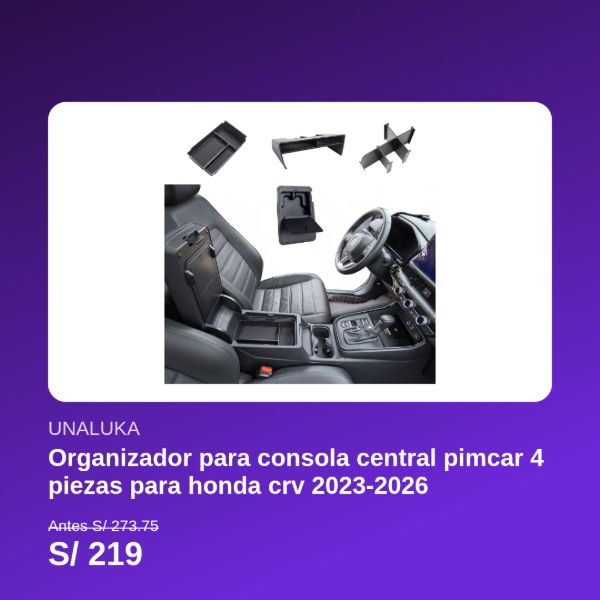 UNALUKA
Organizador para consola central pimcar 4
piezas para honda crv 2023-2026
Antes S/ 273.75
S/ 219